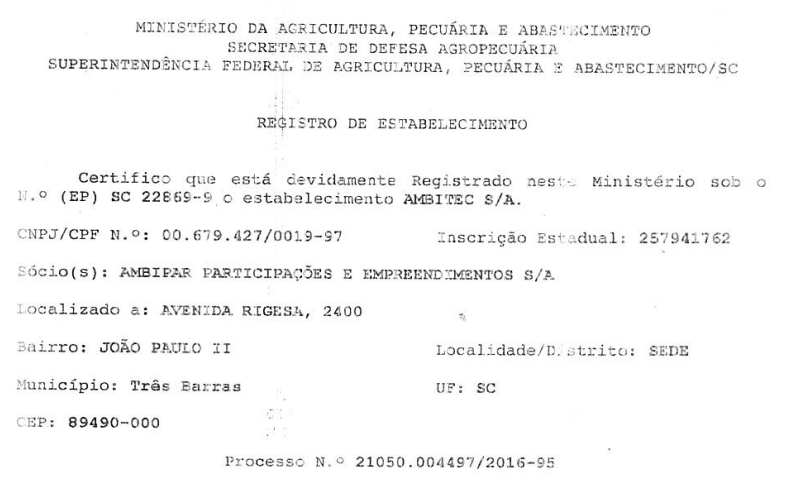 MINISTÉRIO DA AGRICULTURA, PECUÁRIA E ABASTECIMENTO
SECRETARIA DE DEFESA AGROPECUÁRIA
SUPERINTENDÊNCIA FEDERAL DE AGRICULTURA, PECUÁRIA E ABASTECIMENTO/SC
REGISTRO DE ESTABELECIMENTO
Certifico que está devidamente Registrado neste Ministério sob o
N.º (EP) SC 22869-9 o estabelecimento AMBITEC S/A.
CNPJ/CPF N.º: 00.679.427/0019-97 Inscrição Estadual: 257941762
Sócio(s): AMBIPAR PARTICIPAÇÕES E EMPREENDIMENTOS S/A
Localizado a: AVENIDA RIGESA, 2400
Bairro: JOÃO PAULO II Localidade/Distrito: SEDE
Município: Três Barras UF: SC
CEP: 89490-000
Processo N.º 21050.004497/2016-95